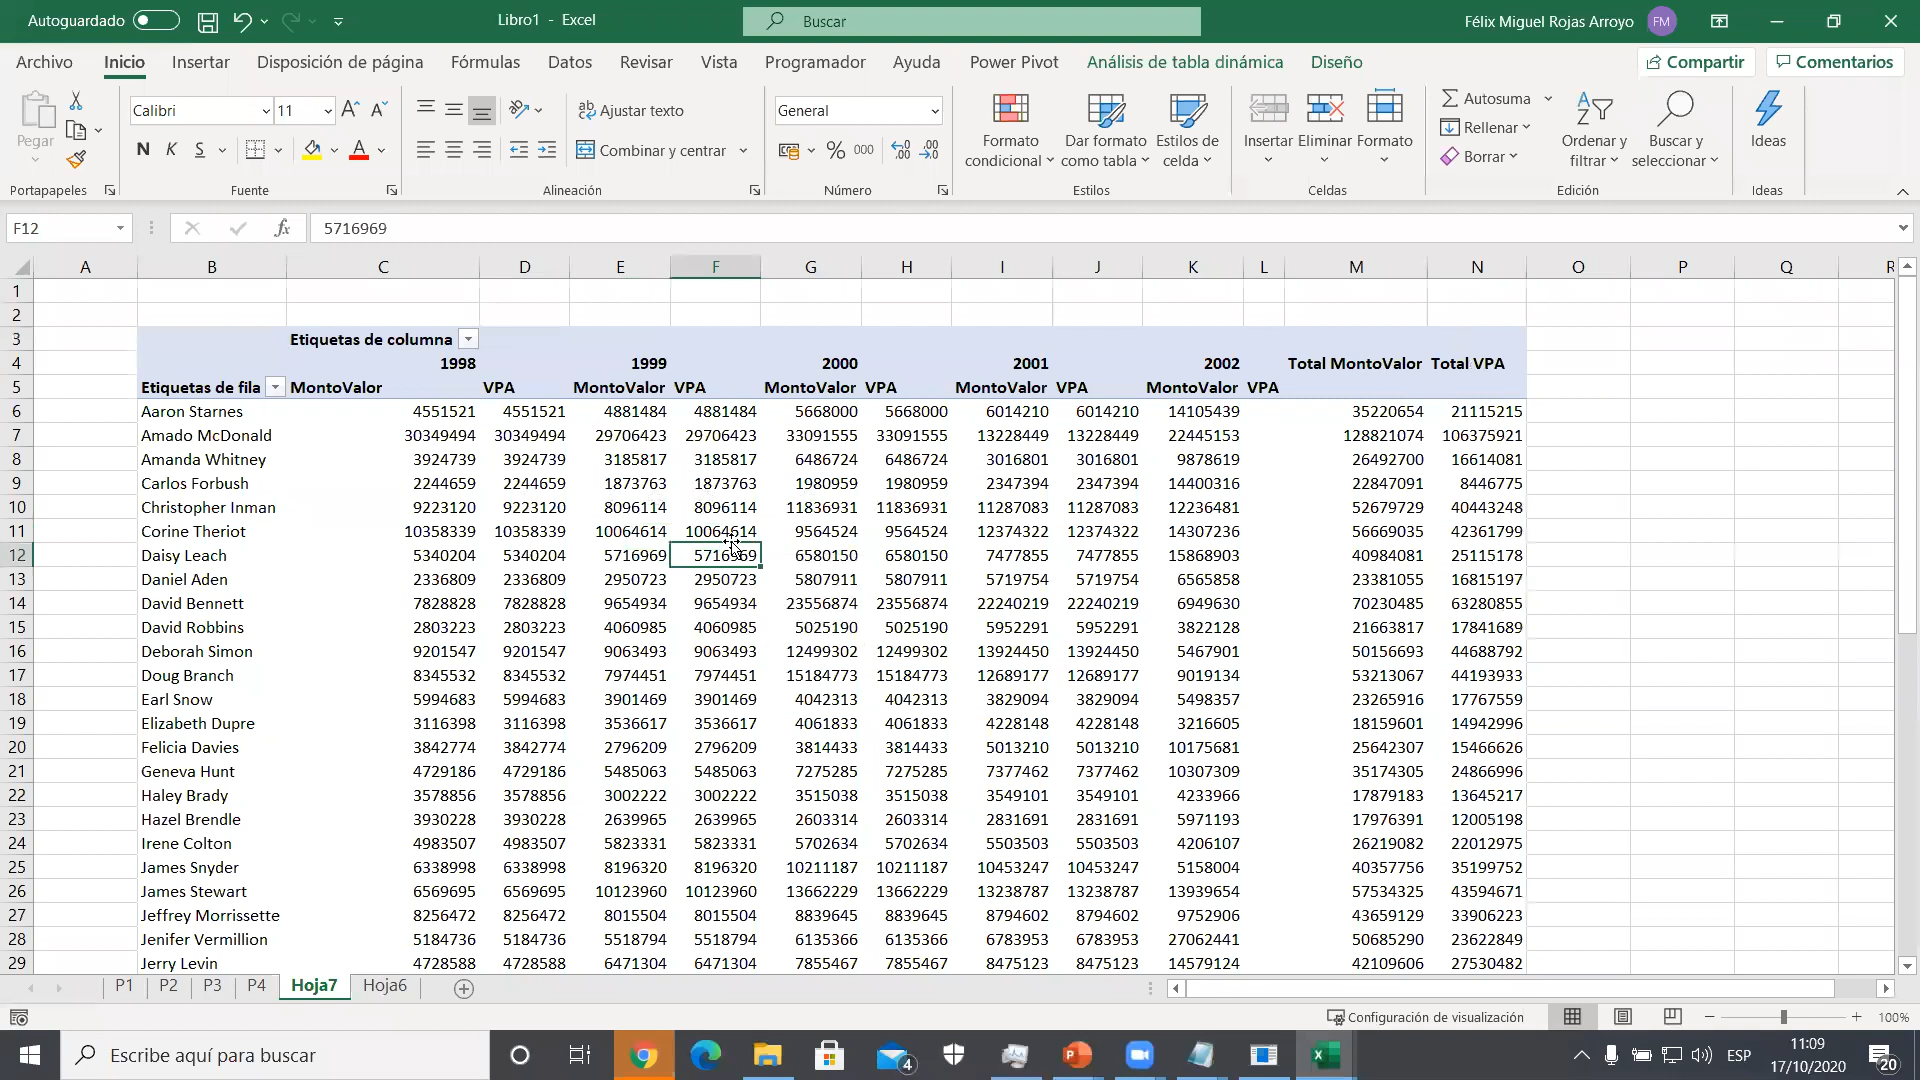 Autoguardado
Libro1 - Excel
Buscar
Félix Miguel Rojas Arroyo FM
Archivo Inicio Insertar Disposición de página Fórmulas Datos Revisar Vista Programador Ayuda Power Pivot Análisis de tabla dinámica Diseño Compartir Comentarios
Pegar
Portapapeles
Calibri 11
N K S
Fuente
Ajustar texto
Combinar y centrar
Alineación
General
% 000
Número
Formato condicional
Dar formato como tabla
Estilos de celda
Estilos
Insertar Eliminar Formato
Celdas
Autosuma
Rellenar
Borrar
Ordenar y filtrar
Buscar y seleccionar
Edición
Ideas
Ideas
F12 fx 5716969
A B C D E F G H I J K L M N O P Q R
1
2
3 Etiquetas de columna
4 1998 1999 2000 2001 2002 Total MontoValor Total VPA
5 Etiquetas de fila MontoValor VPA MontoValor VPA MontoValor VPA MontoValor VPA MontoValor VPA
6 Aaron Starnes 4551521 4551521 4881484 4881484 5668000 5668000 6014210 6014210 14105439 35220654 21115215
7 Amado McDonald 30349494 30349494 29706423 29706423 33091555 33091555 13228449 13228449 22445153 128821074 106375921
8 Amanda Whitney 3924739 3924739 3185817 3185817 6486724 6486724 3016801 3016801 9878619 26492700 16614081
9 Carlos Forbush 2244659 2244659 1873763 1873763 1980959 1980959 2347394 2347394 14400316 22847091 8446775
10 Christopher Inman 9223120 9223120 8096114 8096114 11836931 11836931 11287083 11287083 12236481 52679729 40443248
11 Corine Theriot 10358339 10358339 10064614 10064614 9564524 9564524 12374322 12374322 14307236 56669035 42361799
12 Daisy Leach 5340204 5340204 5716969 5716969 6580150 6580150 7477855 7477855 15868903 40984081 25115178
13 Daniel Aden 2336809 2336809 2950723 2950723 5807911 5807911 5719754 5719754 6565858 23381055 16815197
14 David Bennett 7828828 7828828 9654934 9654934 23556874 23556874 22240219 22240219 6949630 70230485 63280855
15 David Robbins 2803223 2803223 4060985 4060985 5025190 5025190 5952291 5952291 3822128 21663817 17841689
16 Deborah Simon 9201547 9201547 9063493 9063493 12499302 12499302 13924450 13924450 5467901 50156693 44688792
17 Doug Branch 8345532 8345532 7974451 7974451 15184773 15184773 12689177 12689177 9019134 53213067 44193933
18 Earl Snow 5994683 5994683 3901469 3901469 4042313 4042313 3829094 3829094 5498357 23265916 17767559
19 Elizabeth Dupre 3116398 3116398 3536617 3536617 4061833 4061833 4228148 4228148 3216605 18159601 14942996
20 Felicia Davies 3842774 3842774 2796209 2796209 3814433 3814433 5013210 5013210 10175681 25642307 15466626
21 Geneva Hunt 4729186 4729186 5485063 5485063 7275285 7275285 7377462 7377462 10307309 35174305 24866996
22 Haley Brady 3578856 3578856 3002222 3002222 3515038 3515038 3549101 3549101 4233966 17879183 13645217
23 Hazel Brendle 3930228 3930228 2639965 2639965 2603314 2603314 2831691 2831691 5971193 17976391 12005198
24 Irene Colton 4983507 4983507 5823331 5823331 5702634 5702634 5503503 5503503 4206107 26219082 22012975
25 James Snyder 6338998 6338998 8196320 8196320 10211187 10211187 10453247 10453247 5158004 40357756 35199752
26 James Stewart 6569695 6569695 10123960 10123960 13662229 13662229 13238787 13238787 13939654 57534325 43594671
27 Jeffrey Morrissette 8256472 8256472 8015504 8015504 8839645 8839645 8794602 8794602 9752906 43659129 33906223
28 Jenifer Vermillion 5184736 5184736 5518794 5518794 6135366 6135366 6783953 6783953 27062441 50685290 23622849
29 Jerry Levin 4728588 4728588 6471304 6471304 7855467 7855467 8475123 8475123 14579124 42109606 27530482
P1 P2 P3 P4 Hoja7 Hoja6
Configuración de visualización 100%
Escribe aquí para buscar
4
ESP
11:09
17/10/2020
20